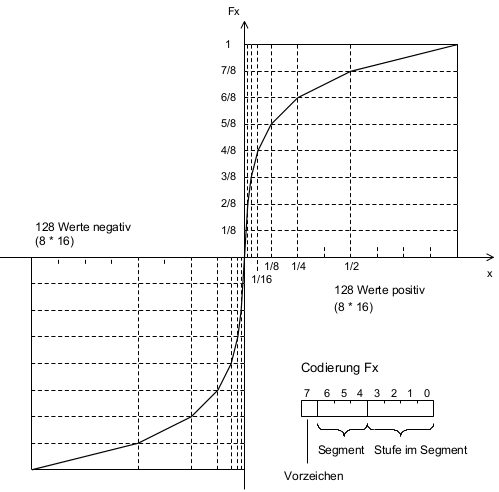 Fx
1
7/8
6/8
5/8
4/8
3/8
2/8
1/8
128 Werte negativ
(8 * 16)
1/16
1/8
1/4
1/2
x
128 Werte positiv
(8 * 16)
Codierung Fx
7 6 5 4 3 2 1 0
Segment Stufe im Segment
Vorzeichen